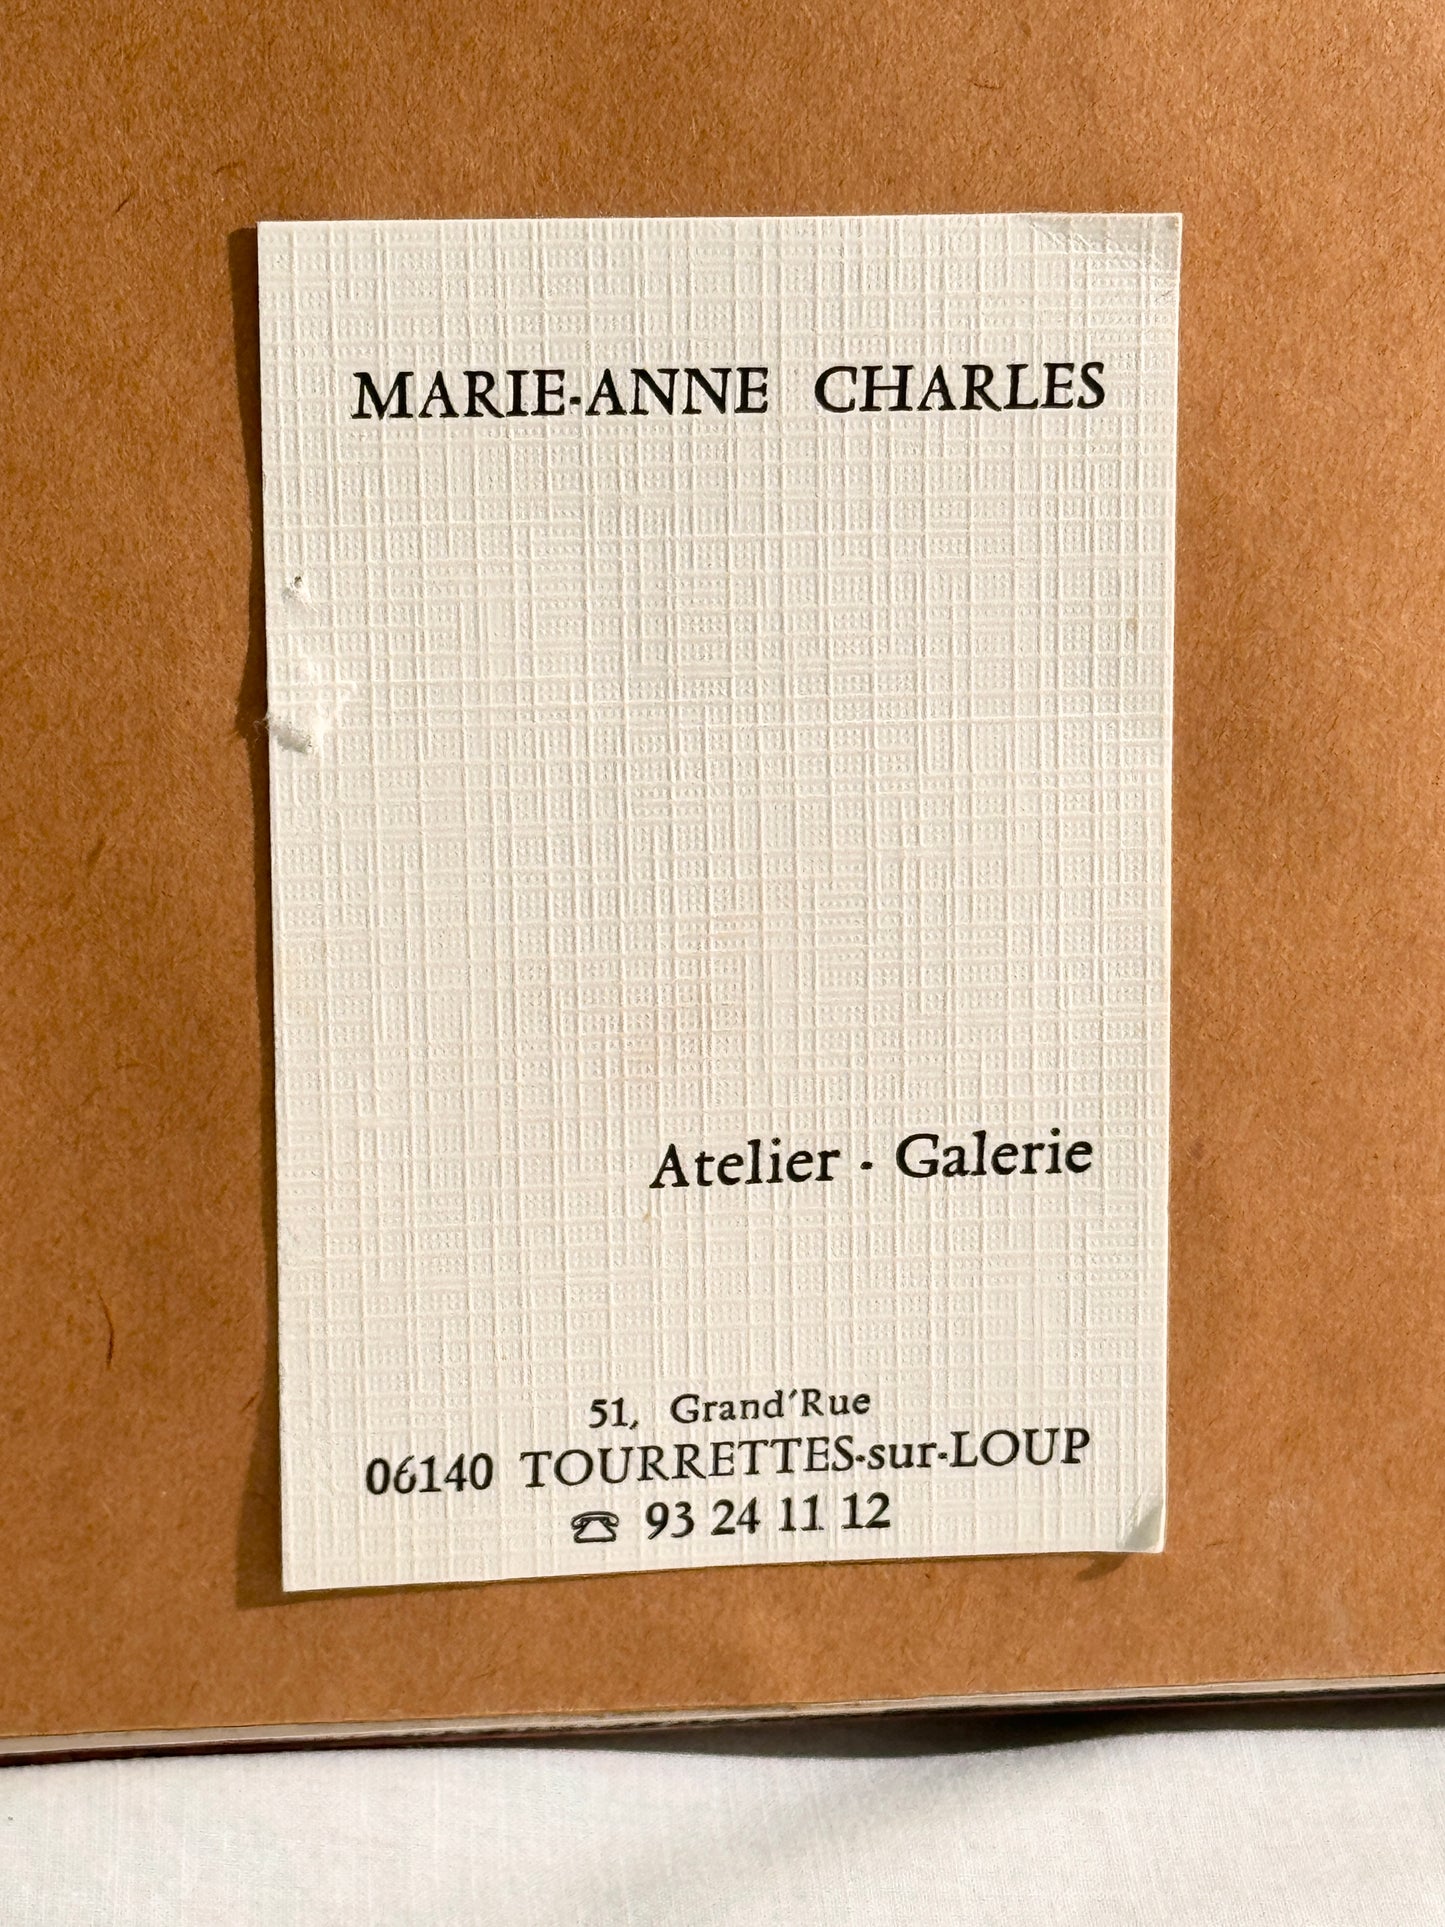 MARIE-ANNE CHARLES
Atelier - Galerie
51, Grand'Rue
06140 TOURRETTES-sur-LOUP
☎ 93 24 11 12